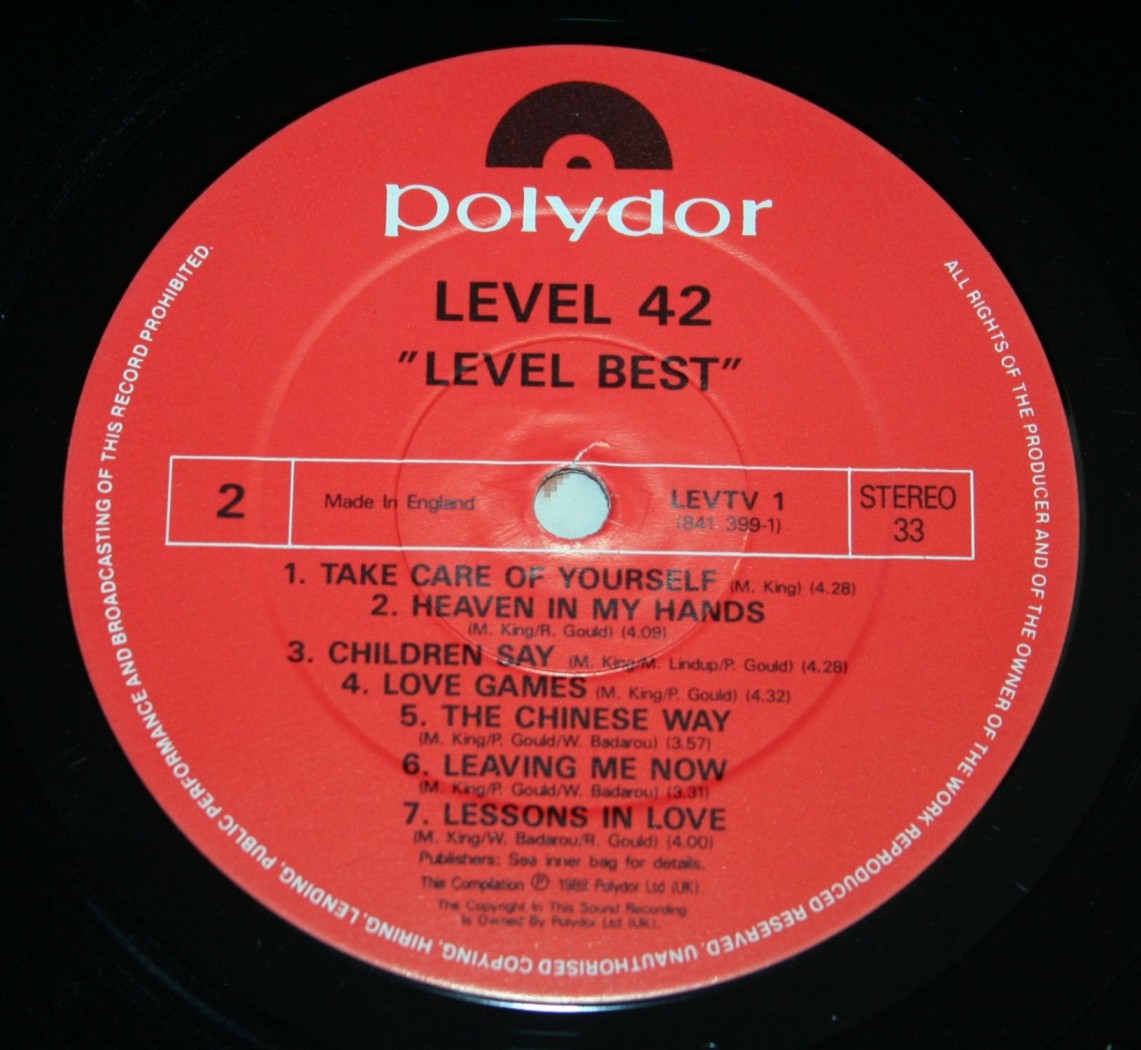 polydor
LEVEL 42
"LEVEL BEST"
2
Made In England
LEVTV 1
(841 399-1)
STEREO
33
1. TAKE CARE OF YOURSELF (M. King) (4.28)
2. HEAVEN IN MY HANDS
(M. King/R. Gould) (4.09)
3. CHILDREN SAY (M. King/M. Lindup/P. Gould) (4.28)
4. LOVE GAMES (M. King/P. Gould) (4.32)
5. THE CHINESE WAY
(M. King/P. Gould/W. Badarou) (3.57)
6. LEAVING ME NOW
(M. King/P. Gould/W. Badarou) (3.31)
7. LESSONS IN LOVE
(M. King/W. Badarou/R. Gould) (4.00)
Publishers: See inner bag for details.
This Compilation ℗ Polydor Ltd (UK)
The Copyright In This Sound Recording
Is Owned By Polydor Ltd (UK).
ALL RIGHTS OF THE PRODUCER AND OF THE OWNER OF THE WORK REPRODUCED RESERVED. UNAUTHORISED COPYING, HIRING, LENDING, PUBLIC PERFORMANCE AND BROADCASTING OF THIS RECORD PROHIBITED.